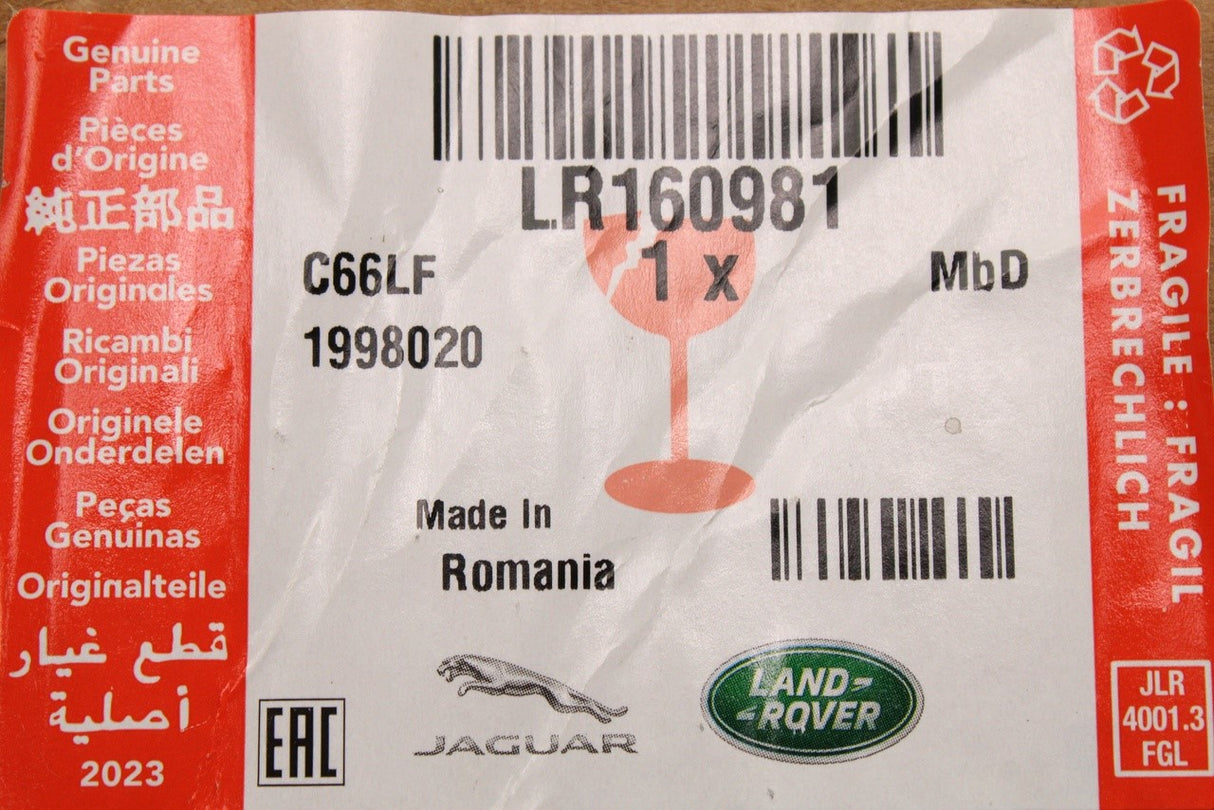 Genuine
Parts
Pièces
d'Origine
純正部品
Piezas
Originales
Ricambi
Originali
Originele
Onderdelen
Peças
Genuinas
Originalteile
قطع غيار
أصلية
2023
LR160981
C66LF
1 x
MbD
1998020
Made In
Romania
EAC
JAGUAR
LAND-
-ROVER
FRAGILE : FRAGIL
ZERBRECHLICH
JLR
4001.3
FGL